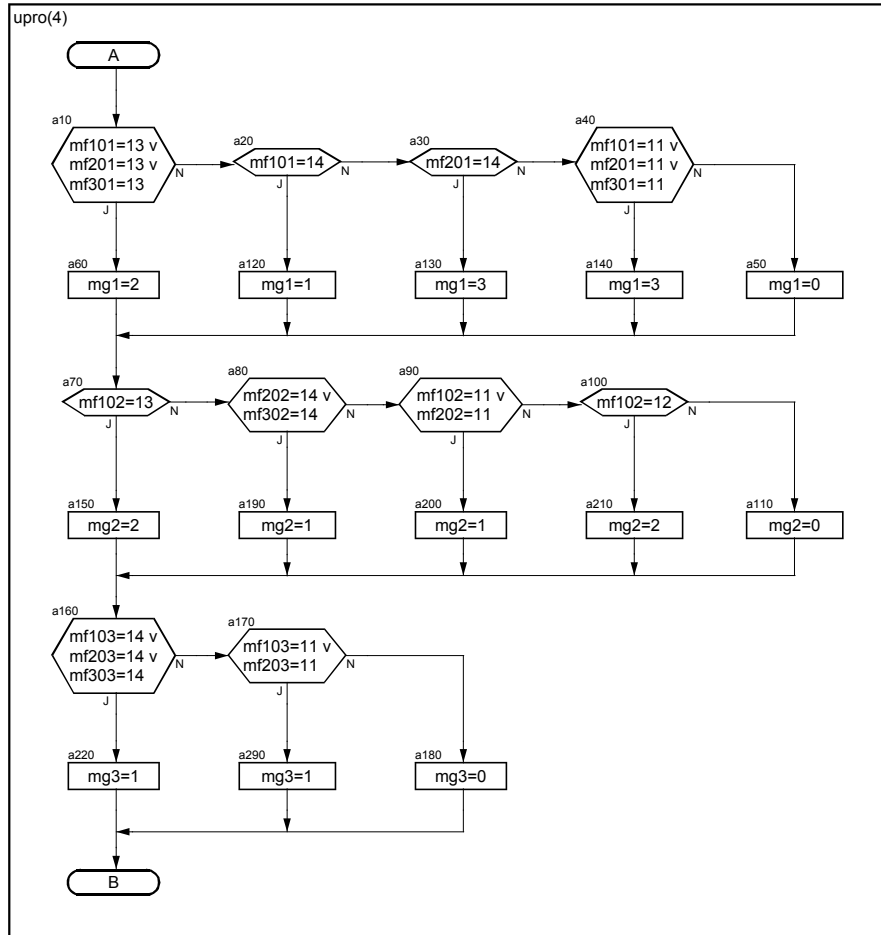 upro(4)
A
a10
mf101=13 v
mf201=13 v
mf301=13
N
J
a20
mf101=14
N
J
a30
mf201=14
N
J
a40
mf101=11 v
mf201=11 v
mf301=11
N
J
a60
mg1=2
a120
mg1=1
a130
mg1=3
a140
mg1=3
a50
mg1=0
a70
mf102=13
N
J
a80
mf202=14 v
mf302=14
N
J
a90
mf102=11 v
mf202=11
N
J
a100
mf102=12
N
J
a150
mg2=2
a190
mg2=1
a200
mg2=1
a210
mg2=2
a110
mg2=0
a160
mf103=14 v
mf203=14 v
mf303=14
N
J
a170
mf103=11 v
mf203=11
N
J
a220
mg3=1
a290
mg3=1
a180
mg3=0
B